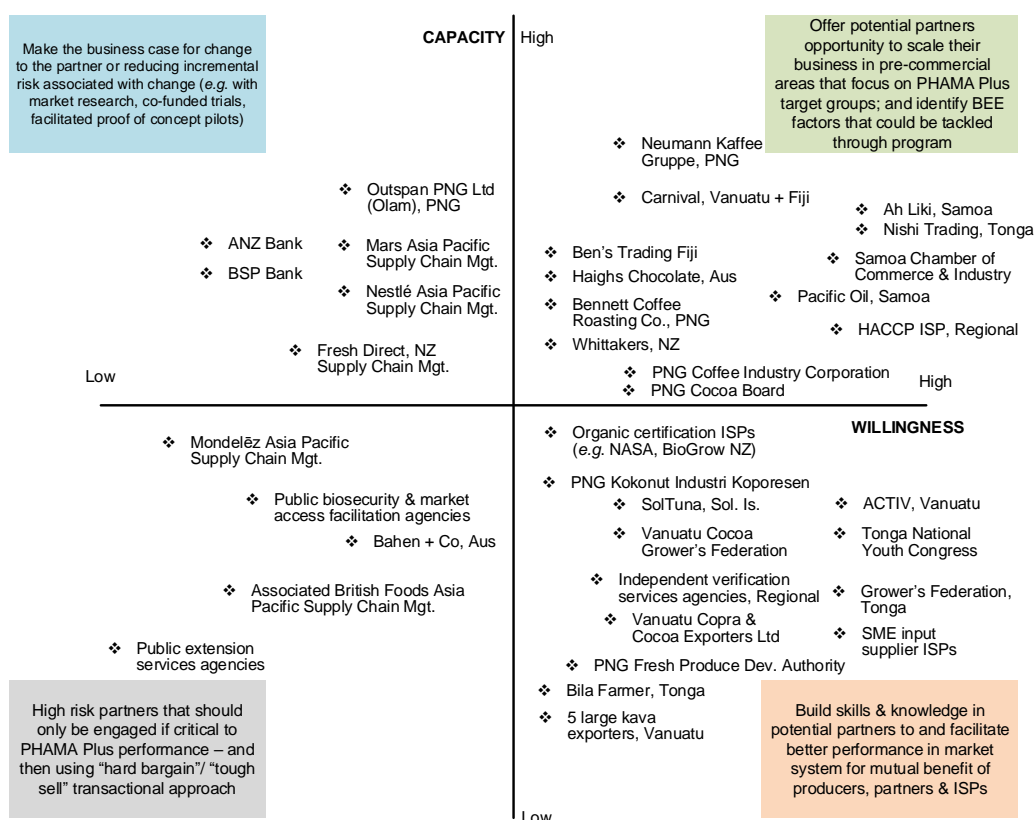 Make the business case for change
to the partner or reducing incremental
risk associated with change (e.g. with
market research, co-funded trials,
facilitated proof of concept pilots)
CAPACITY
High
Offer potential partners
opportunity to scale their
business in pre-commercial
areas that focus on PHAMA Plus
target groups; and identify BEE
factors that could be tackled
through program
❖ Outspan PNG Ltd
(Olam), PNG
❖ ANZ Bank
❖ Mars Asia Pacific
Supply Chain Mgt.
❖ BSP Bank
❖ Nestlé Asia Pacific
Supply Chain Mgt.
❖ Fresh Direct, NZ
Supply Chain Mgt.
Low
❖ Neumann Kaffee
Gruppe, PNG
❖ Carnival, Vanuatu + Fiji
❖ Ah Liki, Samoa
❖ Nishi Trading, Tonga
❖ Ben's Trading Fiji
❖ Samoa Chamber of
Commerce & Industry
❖ Haighs Chocolate, Aus
❖ Pacific Oil, Samoa
❖ Bennett Coffee
Roasting Co., PNG
❖ HACCP ISP, Regional
❖ Whittakers, NZ
❖ PNG Coffee Industry Corporation
❖ PNG Cocoa Board
High
WILLINGNESS
❖ Mondelēz Asia Pacific
Supply Chain Mgt.
❖ Public biosecurity & market
access facilitation agencies
❖ Bahen + Co, Aus
❖ Associated British Foods Asia
Pacific Supply Chain Mgt.
❖ Public extension
services agencies
High risk partners that should
only be engaged if critical to
PHAMA Plus performance – and
then using “hard bargain”/ “tough
sell” transactional approach
❖ Organic certification ISPs
(e.g. NASA, BioGrow NZ)
❖ PNG Kokonut Industri Koporesen
❖ SolTuna, Sol. Is.
❖ ACTIV, Vanuatu
❖ Vanuatu Cocoa
Grower's Federation
❖ Tonga National
Youth Congress
❖ Independent verification
services agencies, Regional
❖ Grower's Federation,
Tonga
❖ Vanuatu Copra &
Cocoa Exporters Ltd
❖ SME input
supplier ISPs
❖ PNG Fresh Produce Dev. Authority
❖ Bila Farmer, Tonga
❖ 5 large kava
exporters, Vanuatu
Build skills & knowledge in
potential partners to and facilitate
better performance in market
system for mutual benefit of
producers, partners & ISPs
Low